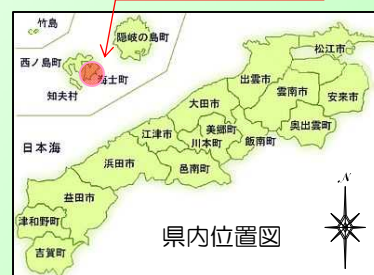 竹島
隠岐の島町
西ノ島町
海士町
知夫村
松江市
出雲市
安来市
雲南市
大田市
奥出雲町
美郷町
飯南町
江津市
川本町
日本海
邑南町
浜田市
益田市
津和野町
吉賀町
県内位置図
N